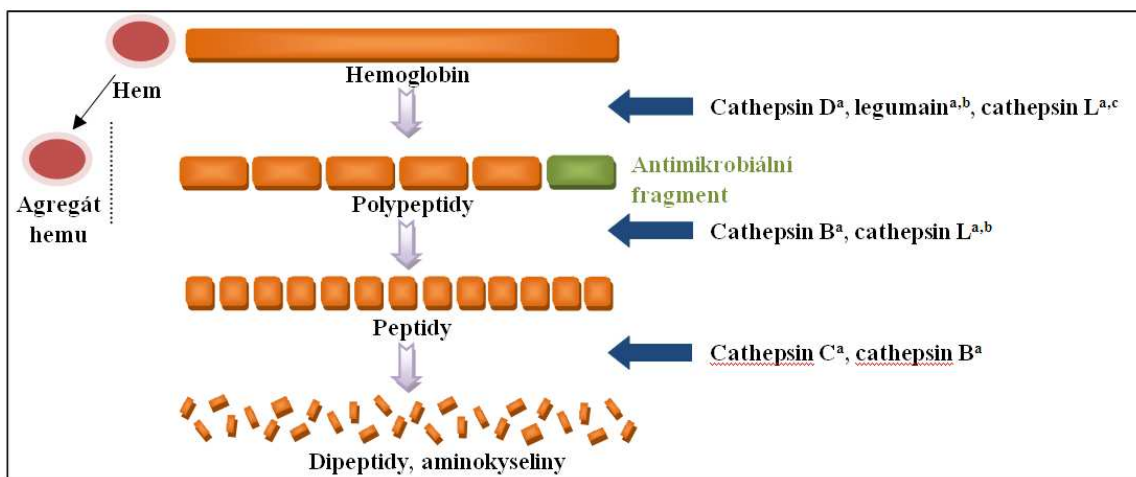 Hemoglobin
Hem
Cathepsin Dᵃ, legumainᵃ,ᵇ, cathepsin Lᵃ,ᶜ
Antimikrobiální
fragment
Agregát
hemu
Polypeptidy
Cathepsin Bᵃ, cathepsin Lᵃ,ᵇ
Peptidy
Cathepsin Cᵃ, cathepsin Bᵃ
Dipeptidy, aminokyseliny